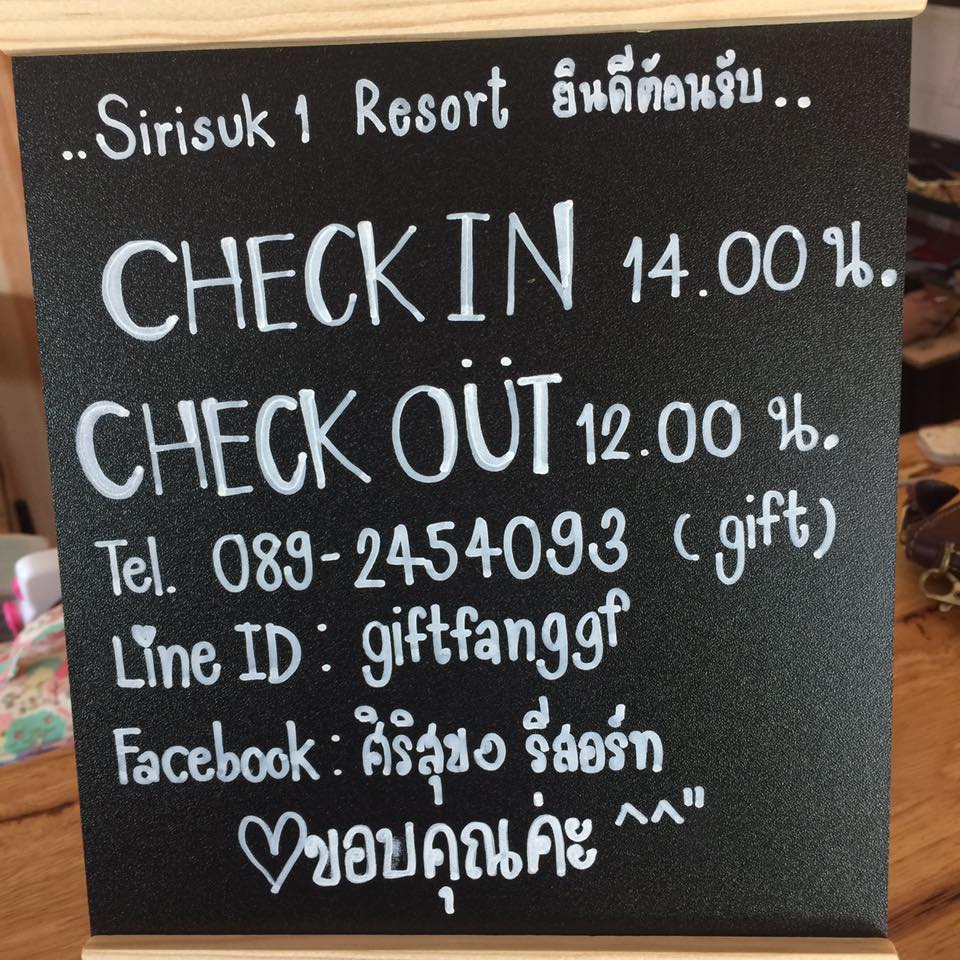 ..Sirisuk 1 Resort ยินดีต้อนรับ..
CHECK IN 14.00 น.
CHECK OÜT 12.00 น.
Tel. 089-2454093 (gift)
Line ID : giftfanggf
Facebook : ศิริสุขอ รีสอร์ท
♡ขอบคุณค่ะ ^^"